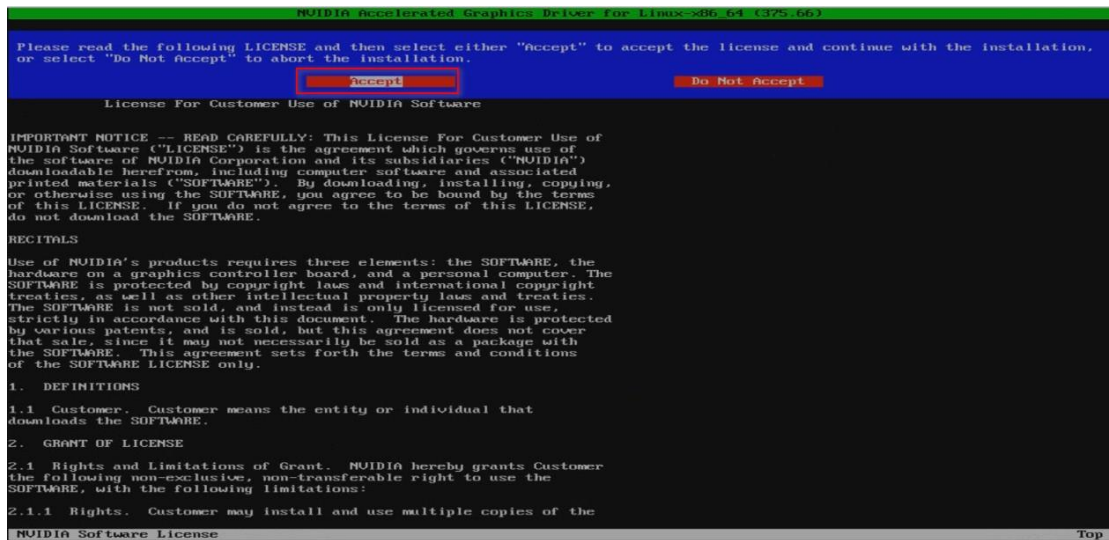 NVIDIA Accelerated Graphics Driver for Linux-x86_64 (375.66)
Please read the following LICENSE and then select either "Accept" to accept the license and continue with the installation,
or select "Do Not Accept" to abort the installation.
Accept Do Not Accept
License For Customer Use of NVIDIA Software
IMPORTANT NOTICE -- READ CAREFULLY: This License For Customer Use of
NVIDIA Software ("LICENSE") is the agreement which governs use of
the software of NVIDIA Corporation and its subsidiaries ("NVIDIA")
downloadable herefrom, including computer software and associated
printed materials ("SOFTWARE").  By downloading, installing, copying,
or otherwise using the SOFTWARE, you agree to be bound by the terms
of this LICENSE.  If you do not agree to the terms of this LICENSE,
do not download the SOFTWARE.
RECITALS
Use of NVIDIA's products requires three elements: the SOFTWARE, the
hardware on a graphics controller board, and a personal computer. The
SOFTWARE is protected by copyright laws and international copyright
treaties, as well as other intellectual property laws and treaties.
The SOFTWARE is not sold, and instead is only licensed for use,
strictly in accordance with this document.  The hardware is protected
by various patents, and is sold, but this agreement does not cover
that sale, since it may not necessarily be sold as a package with
the SOFTWARE.  This agreement sets forth the terms and conditions
of the SOFTWARE LICENSE only.
1.  DEFINITIONS
1.1  Customer.  Customer means the entity or individual that
downloads the SOFTWARE.
2.  GRANT OF LICENSE
2.1  Rights and Limitations of Grant.  NVIDIA hereby grants Customer
the following non-exclusive, non-transferable right to use the
SOFTWARE, with the following limitations:
2.1.1  Rights.  Customer may install and use multiple copies of the
NVIDIA Software License Top